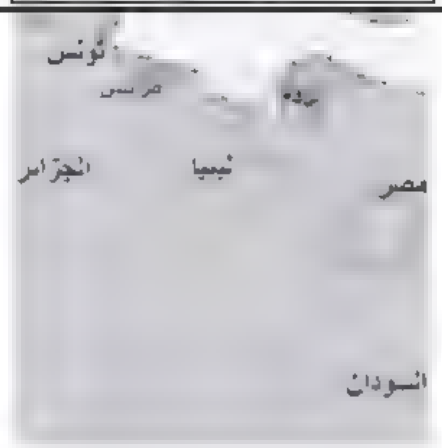 تونس
الجزائر
ليبيا
مصر
السودان